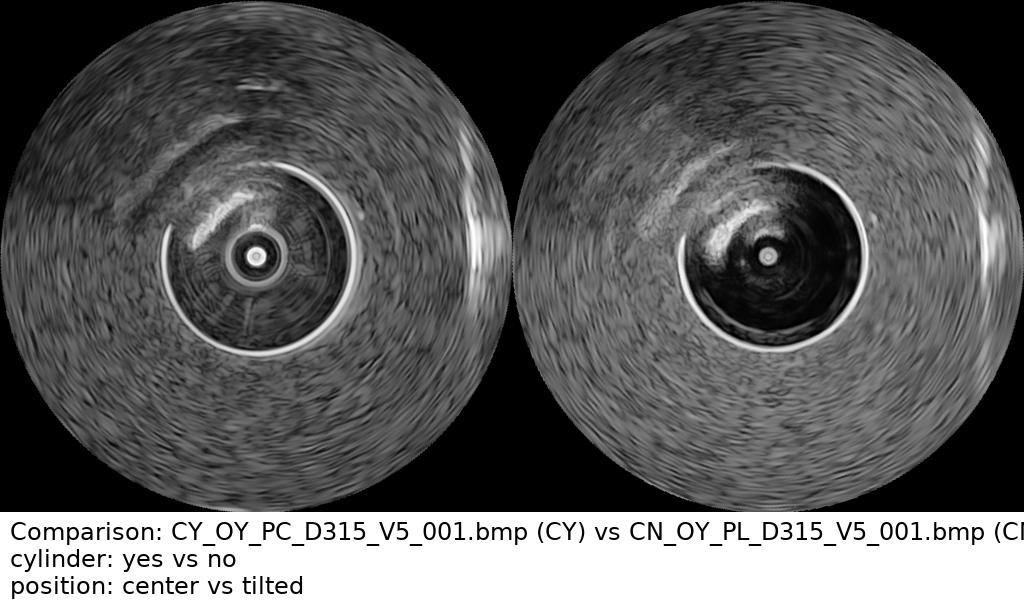 Comparison: CY_OY_PC_D315_V5_001.bmp (CY) vs CN_OY_PL_D315_V5_001.bmp
cylinder: yes vs no
position: center vs tilted